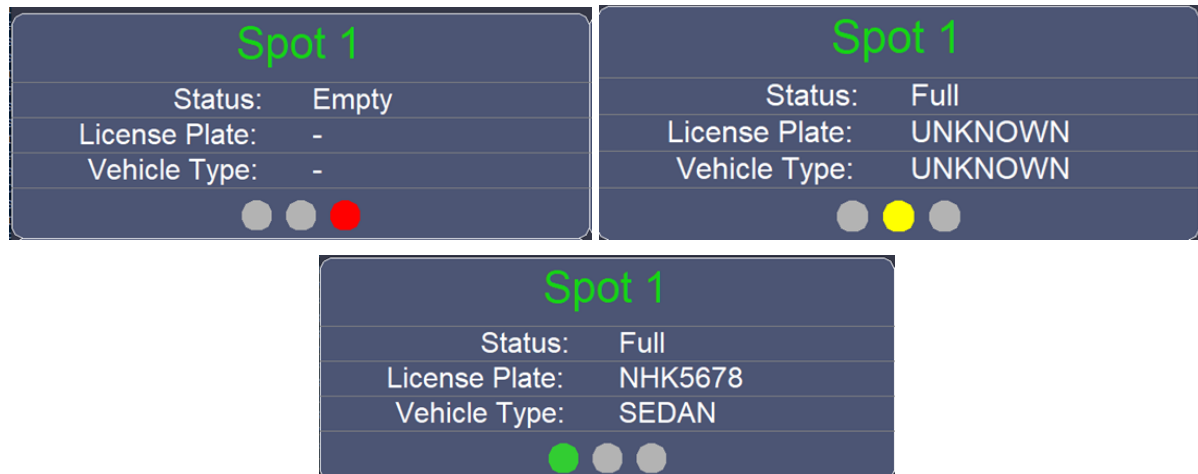 Spot 1
Status: Empty
License Plate: -
Vehicle Type: -
Spot 1
Status: Full
License Plate: UNKNOWN
Vehicle Type: UNKNOWN
Spot 1
Status: Full
License Plate: NHK5678
Vehicle Type: SEDAN